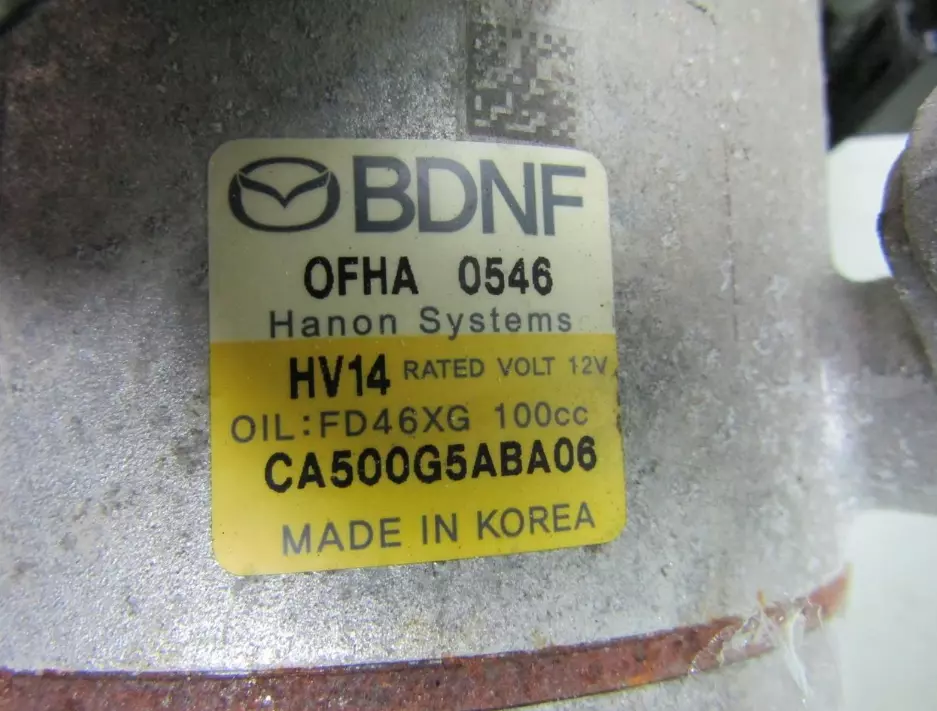 BDNF
OFHA 0546
Hanon Systems
HV14 RATED VOLT 12V
OIL:FD46XG 100cc
CA500G5ABA06
MADE IN KOREA